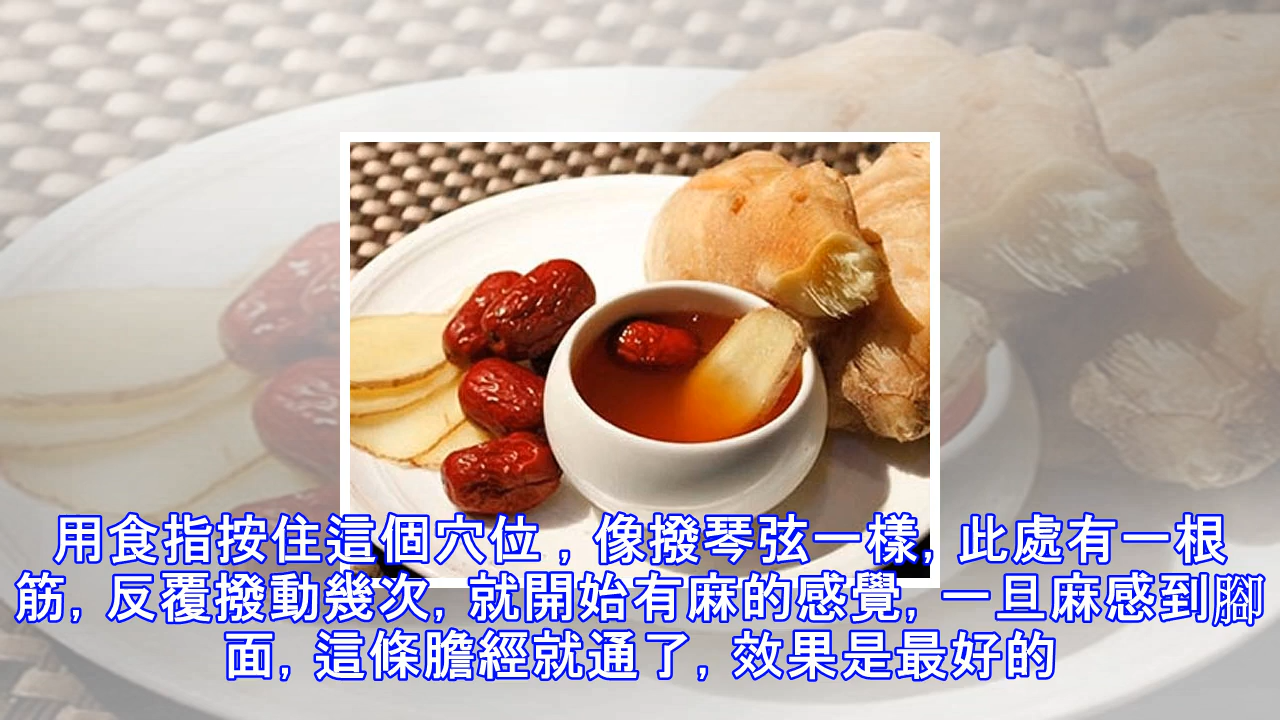 用食指按住這個穴位，像撥琴弦一樣, 此處有一根
筋, 反覆撥動幾次, 就開始有麻的感覺, 一旦麻感到腳
面, 這條膽經就通了, 效果是最好的